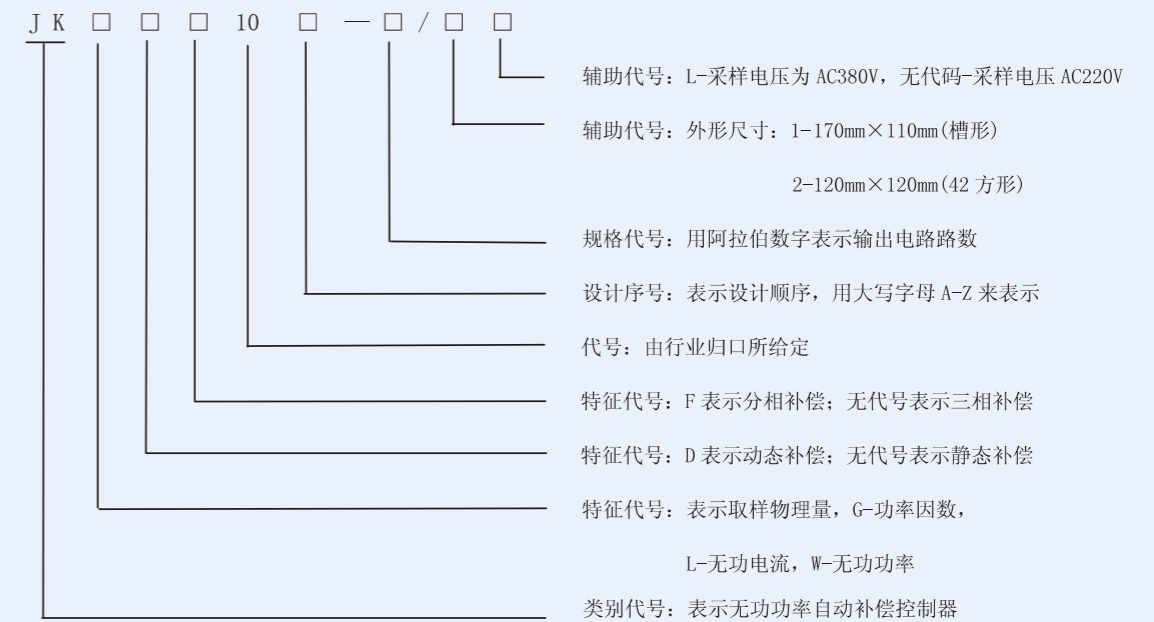 JK□□□10□—□/□□
辅助代号：L-采样电压为 AC380V，无代码-采样电压 AC220V
辅助代号：外形尺寸：1-170mm×110mm(槽形)
2-120mm×120mm(42 方形)
规格代号：用阿拉伯数字表示输出电路路数
设计序号：表示设计顺序，用大写字母 A-Z 来表示
代号：由行业归口所给定
特征代号：F 表示分相补偿；无代号表示三相补偿
特征代号：D 表示动态补偿；无代号表示静态补偿
特征代号：表示取样物理量，G-功率因数，
L-无功电流，W-无功功率
类别代号：表示无功功率自动补偿控制器